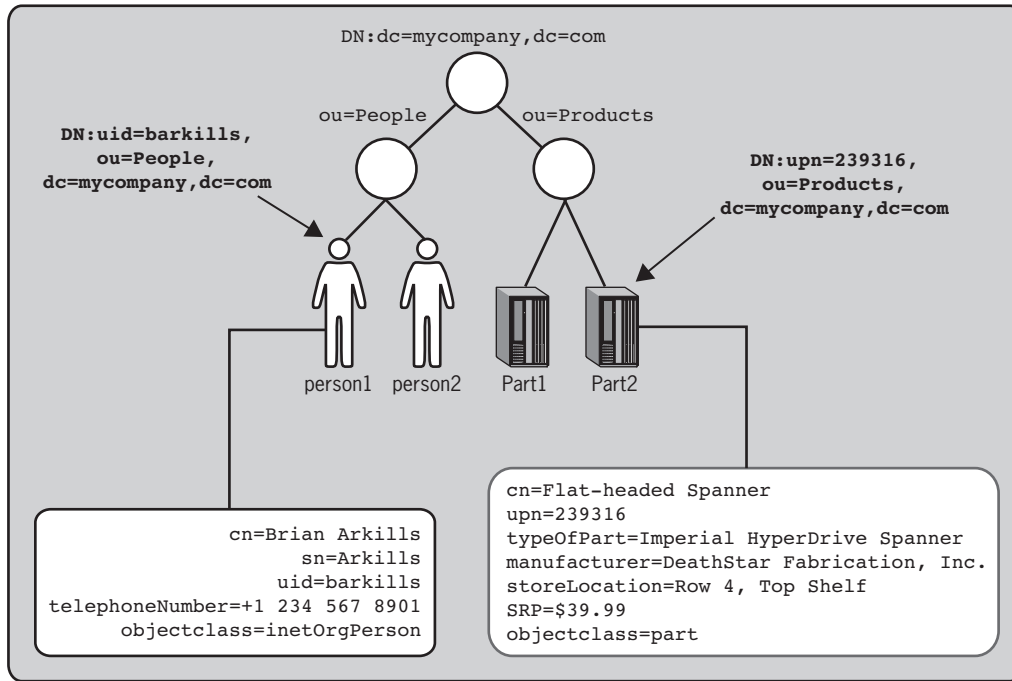 DN:dc=mycompany,dc=com
ou=People
ou=Products
DN:uid=barkills,
ou=People,
dc=mycompany,dc=com
DN:upn=239316,
ou=Products,
dc=mycompany,dc=com
person1
person2
Part1
Part2
cn=Brian Arkills
sn=Arkills
uid=barkills
telephoneNumber=+1 234 567 8901
objectclass=inetOrgPerson
cn=Flat-headed Spanner
upn=239316
typeOfPart=Imperial HyperDrive Spanner
manufacturer=DeathStar Fabrication, Inc.
storeLocation=Row 4, Top Shelf
SRP=$39.99
objectclass=part